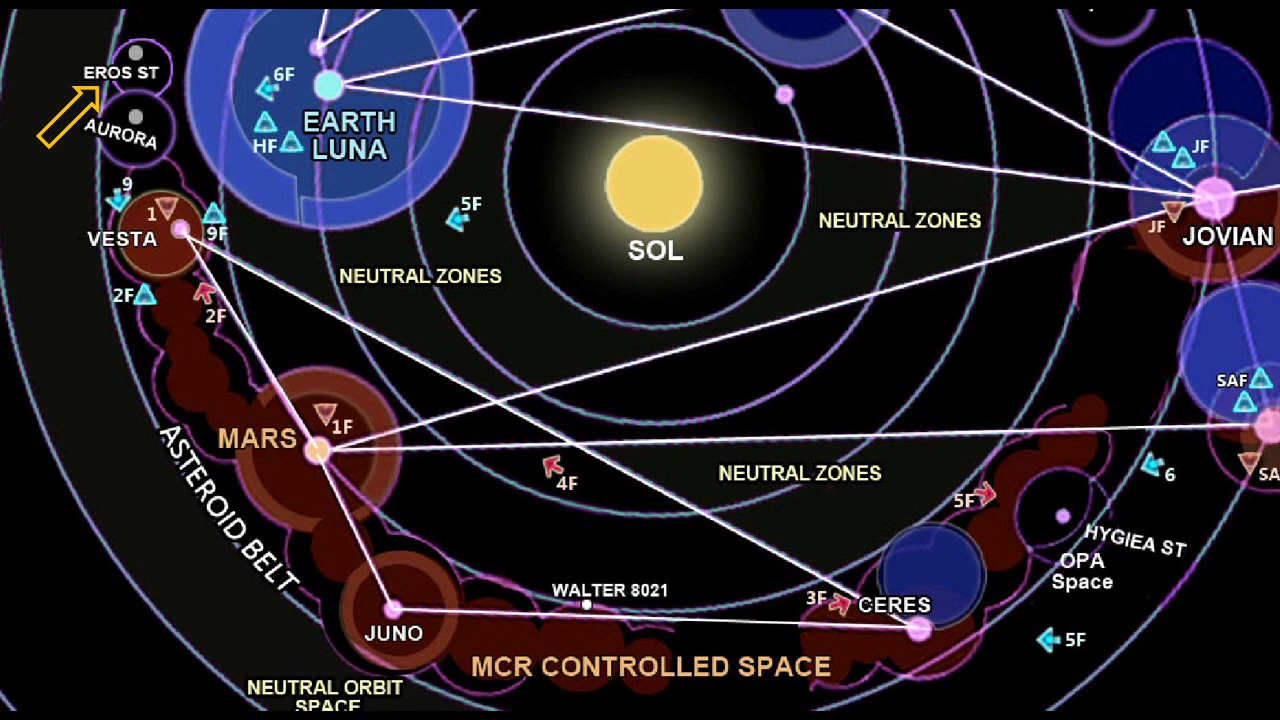 EROS ST
AURORA
6F
HF
EARTH
LUNA
5F
SOL
NEUTRAL ZONES
NEUTRAL ZONES
JF
JF
JOVIAN
9
1
VESTA
9F
2F
2F
MARS
1F
SAF
SA
ASTEROID BELT
4F
NEUTRAL ZONES
5F
6
HYGIEA ST
OPA
Space
WALTER 8021
3F
CERES
JUNO
5F
MCR CONTROLLED SPACE
NEUTRAL ORBIT
SPACE